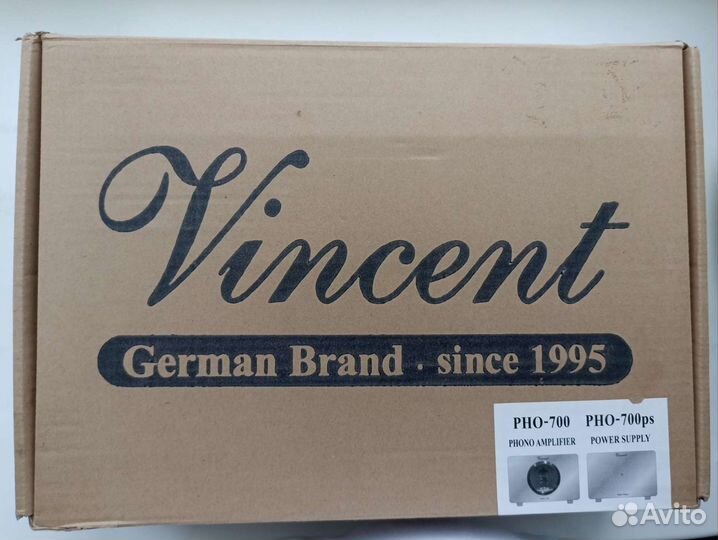 Vincent
German Brand · since 1995
PHO-700 PHO-700ps
PHONO AMPLIFIER POWER SUPPLY
Avito